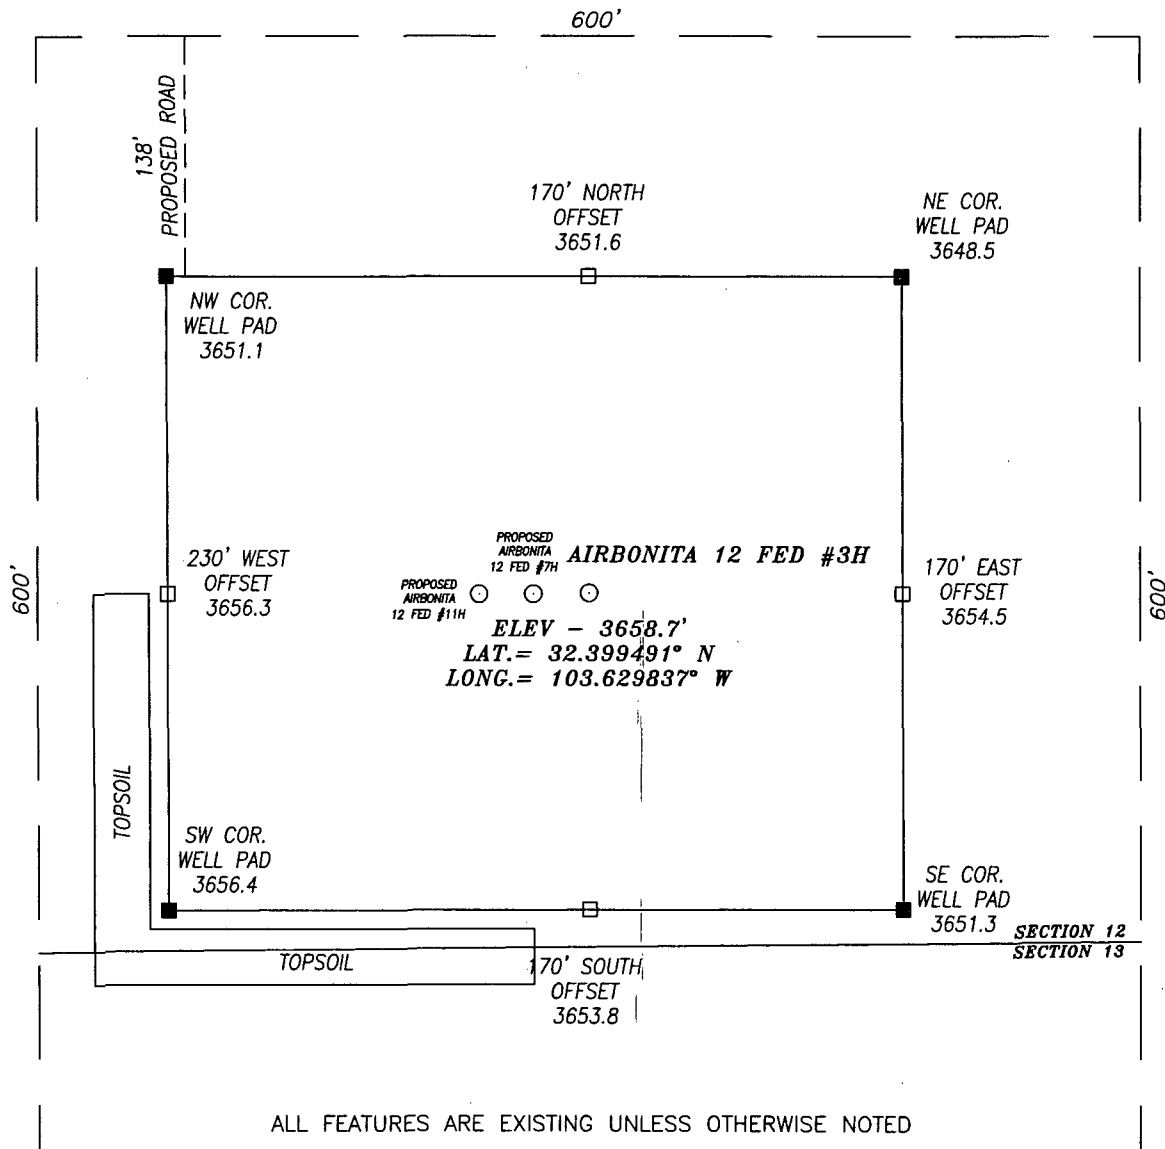 600'
138'
PROPOSED ROAD
170' NORTH
OFFSET
3651.6
NE COR.
WELL PAD
3648.5
NW COR.
WELL PAD
3651.1
600'
230' WEST
OFFSET
3656.3
PROPOSED
AIRBONITA
12 FED #11H
PROPOSED
AIRBONITA
12 FED #7H
AIRBONITA 12 FED #3H
170' EAST
OFFSET
3654.5
600'
ELEV - 3658.7'
LAT.= 32.399491° N
LONG.= 103.629837° W
TOPSOIL
SW COR.
WELL PAD
3656.4
SE COR.
WELL PAD
3651.3
SECTION 12
SECTION 13
TOPSOIL
170' SOUTH
OFFSET
3653.8
ALL FEATURES ARE EXISTING UNLESS OTHERWISE NOTED